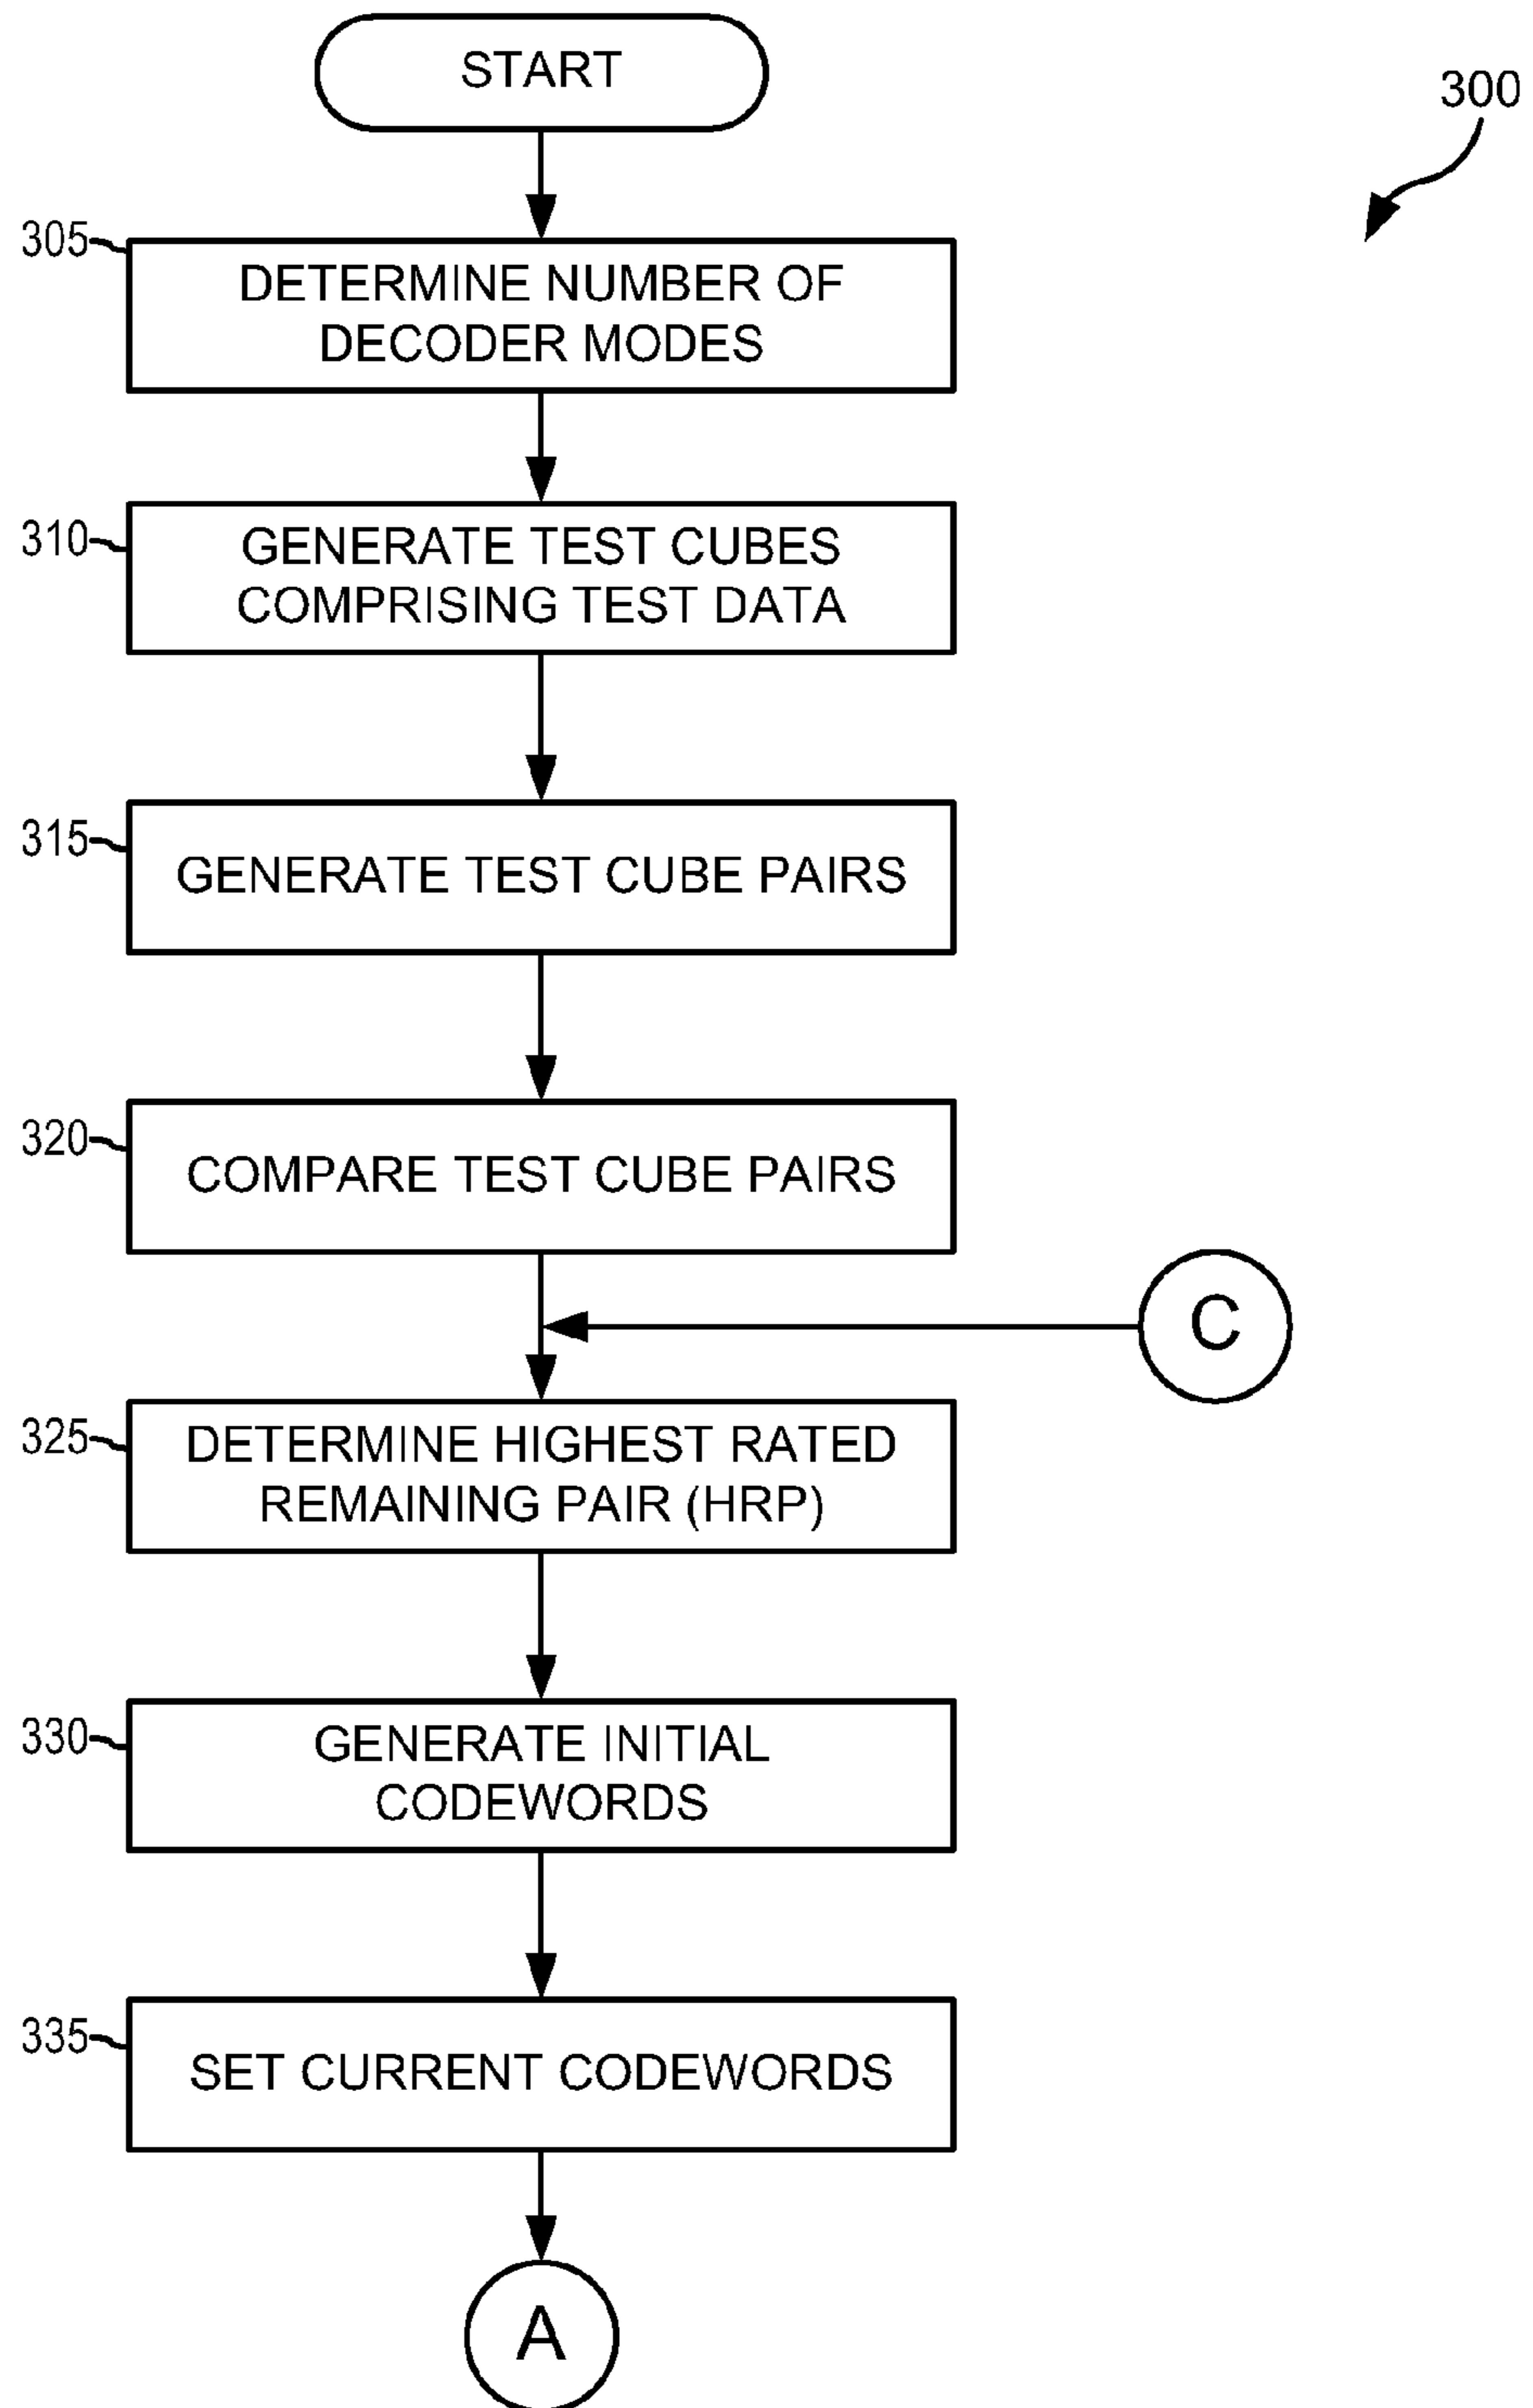 START
300
305
DETERMINE NUMBER OF
DECODER MODES
310
GENERATE TEST CUBES
COMPRISING TEST DATA
315
GENERATE TEST CUBE PAIRS
320
COMPARE TEST CUBE PAIRS
C
325
DETERMINE HIGHEST RATED
REMAINING PAIR (HRP)
330
GENERATE INITIAL
CODEWORDS
335
SET CURRENT CODEWORDS
A